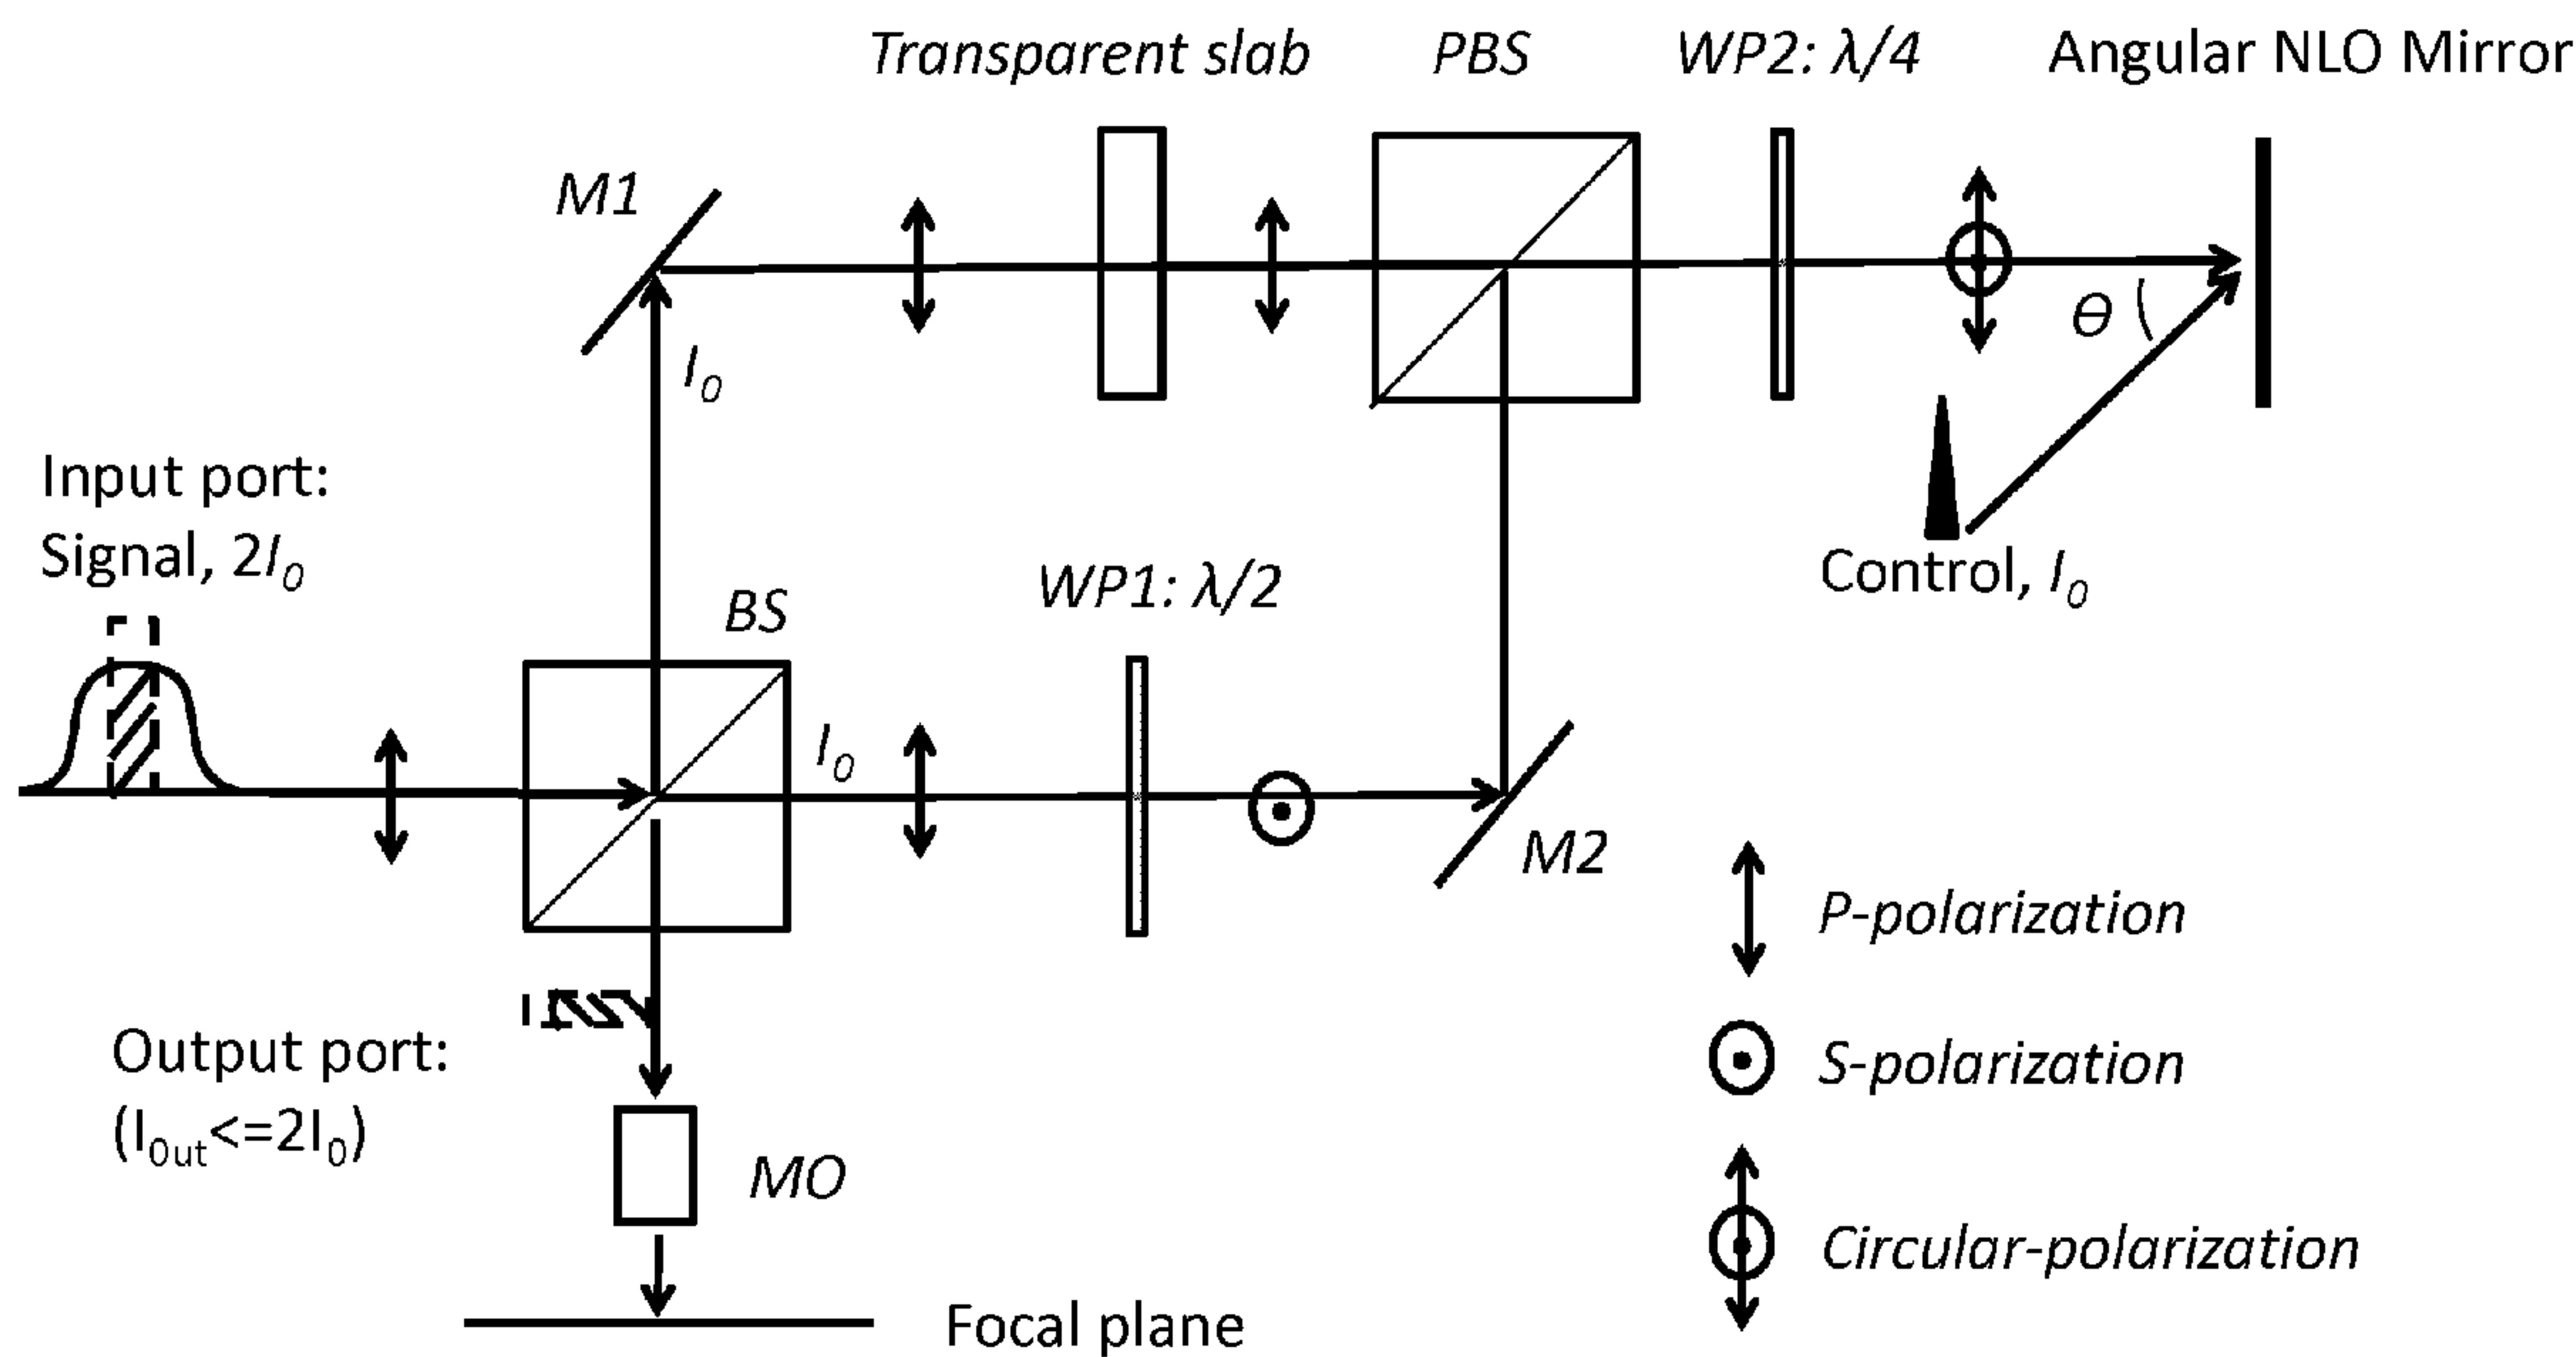 Transparent slab
PBS
WP2: λ/4
Angular NLO Mirror
M1
I₀
θ
Input port:
Signal, 2I₀
BS
WP1: λ/2
Control, I₀
I₀
M2
P-polarization
Output port:
(I₀ᵤₜ<=2I₀)
S-polarization
MO
Circular-polarization
Focal plane